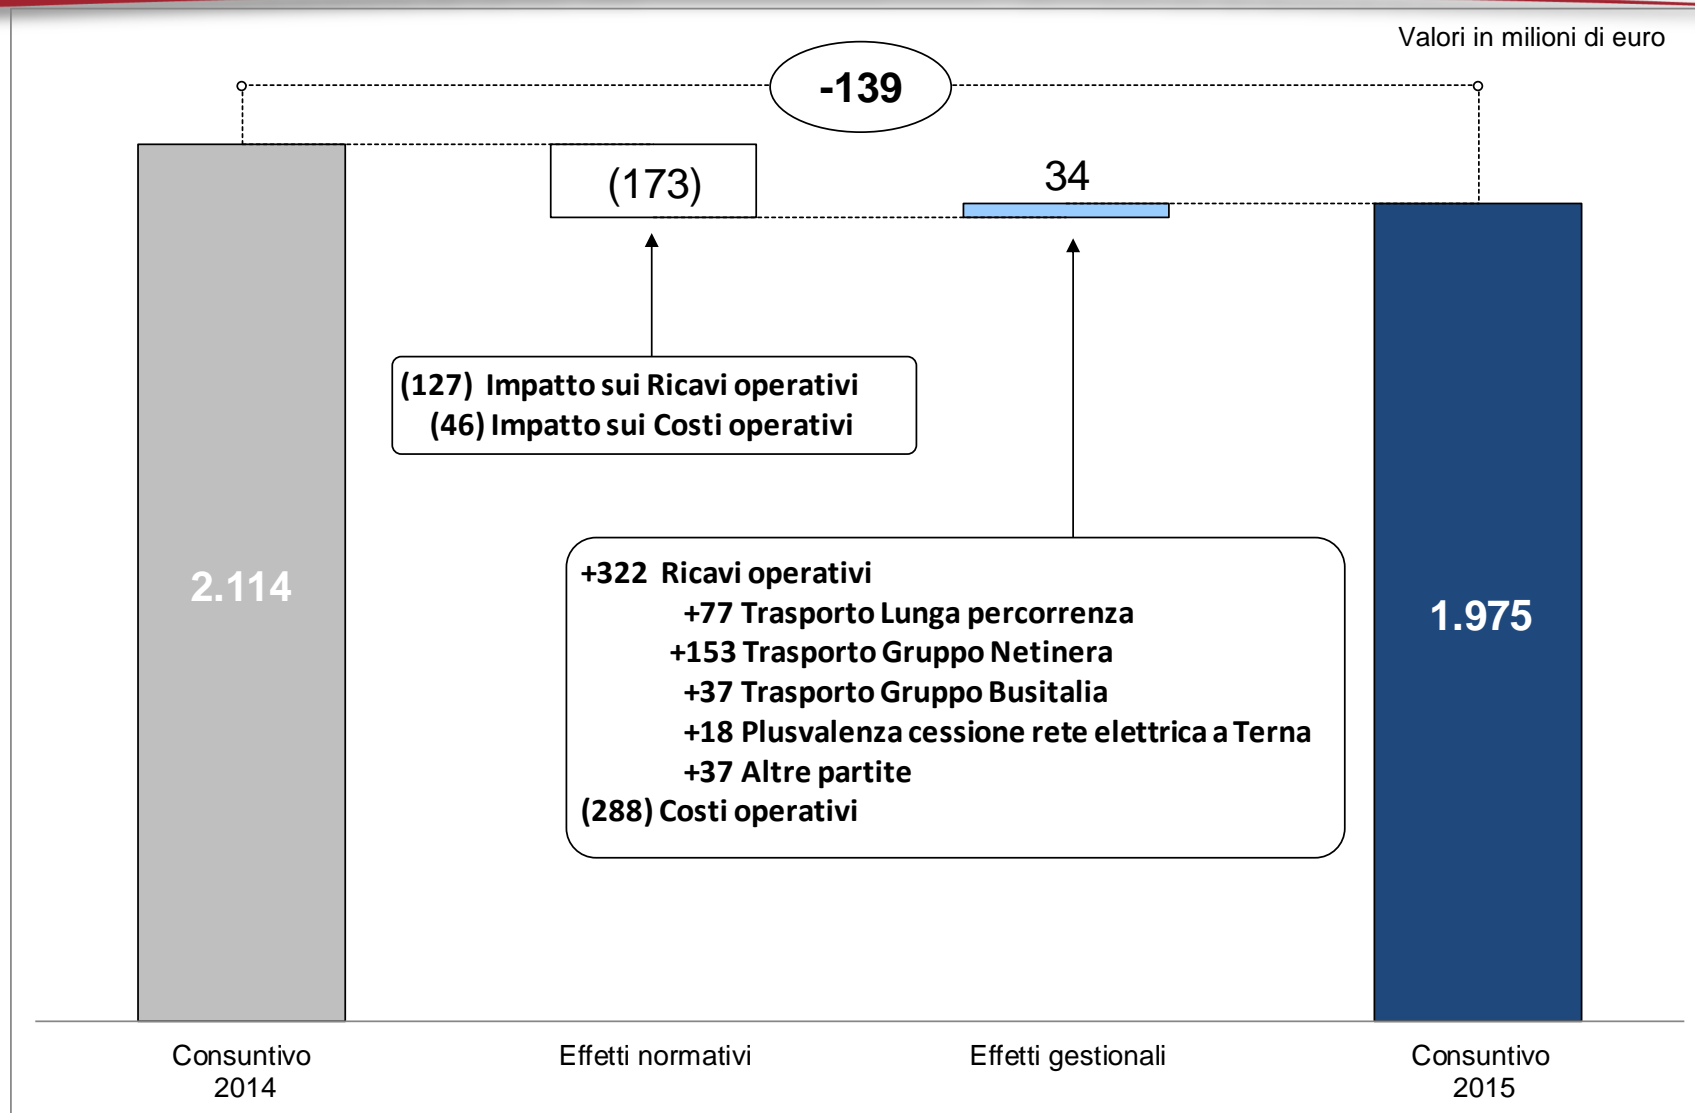 Valori in milioni di euro
-139
(173)
34
(127) Impatto sui Ricavi operativi
(46) Impatto sui Costi operativi
2.114
+322 Ricavi operativi
+77 Trasporto Lunga percorrenza
+153 Trasporto Gruppo Netinera
+37 Trasporto Gruppo Busitalia
+18 Plusvalenza cessione rete elettrica a Terna
+37 Altre partite
(288) Costi operativi
1.975
Consuntivo
2014
Effetti normativi
Effetti gestionali
Consuntivo
2015